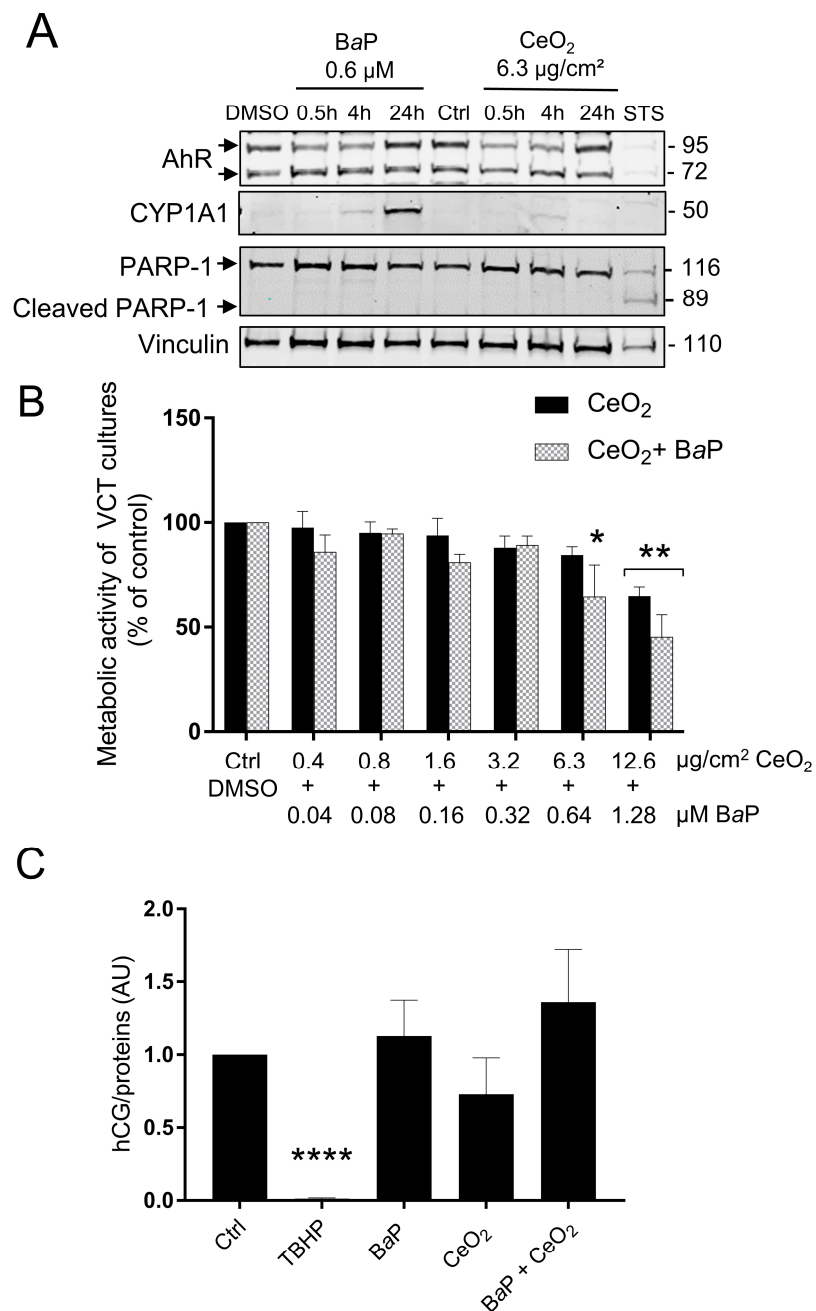 A
BaP CeO₂
0.6 µM 6.3 µg/cm²
DMSO 0.5h 4h 24h Ctrl 0.5h 4h 24h STS
AhR - 95
- 72
CYP1A1 - 50
PARP-1 - 116
Cleaved PARP-1 - 89
Vinculin - 110
B
CeO₂
CeO₂+ BaP
Metabolic activity of VCT cultures
(% of control)
150
100
50
0
* **
Ctrl 0.4 0.8 1.6 3.2 6.3 12.6 µg/cm² CeO₂
DMSO + + + + + +
0.04 0.08 0.16 0.32 0.64 1.28 µM BaP
C
hCG/proteins (AU)
2.0
1.5
1.0
0.5
0.0
****
Ctrl TBHP BaP CeO₂ BaP + CeO₂